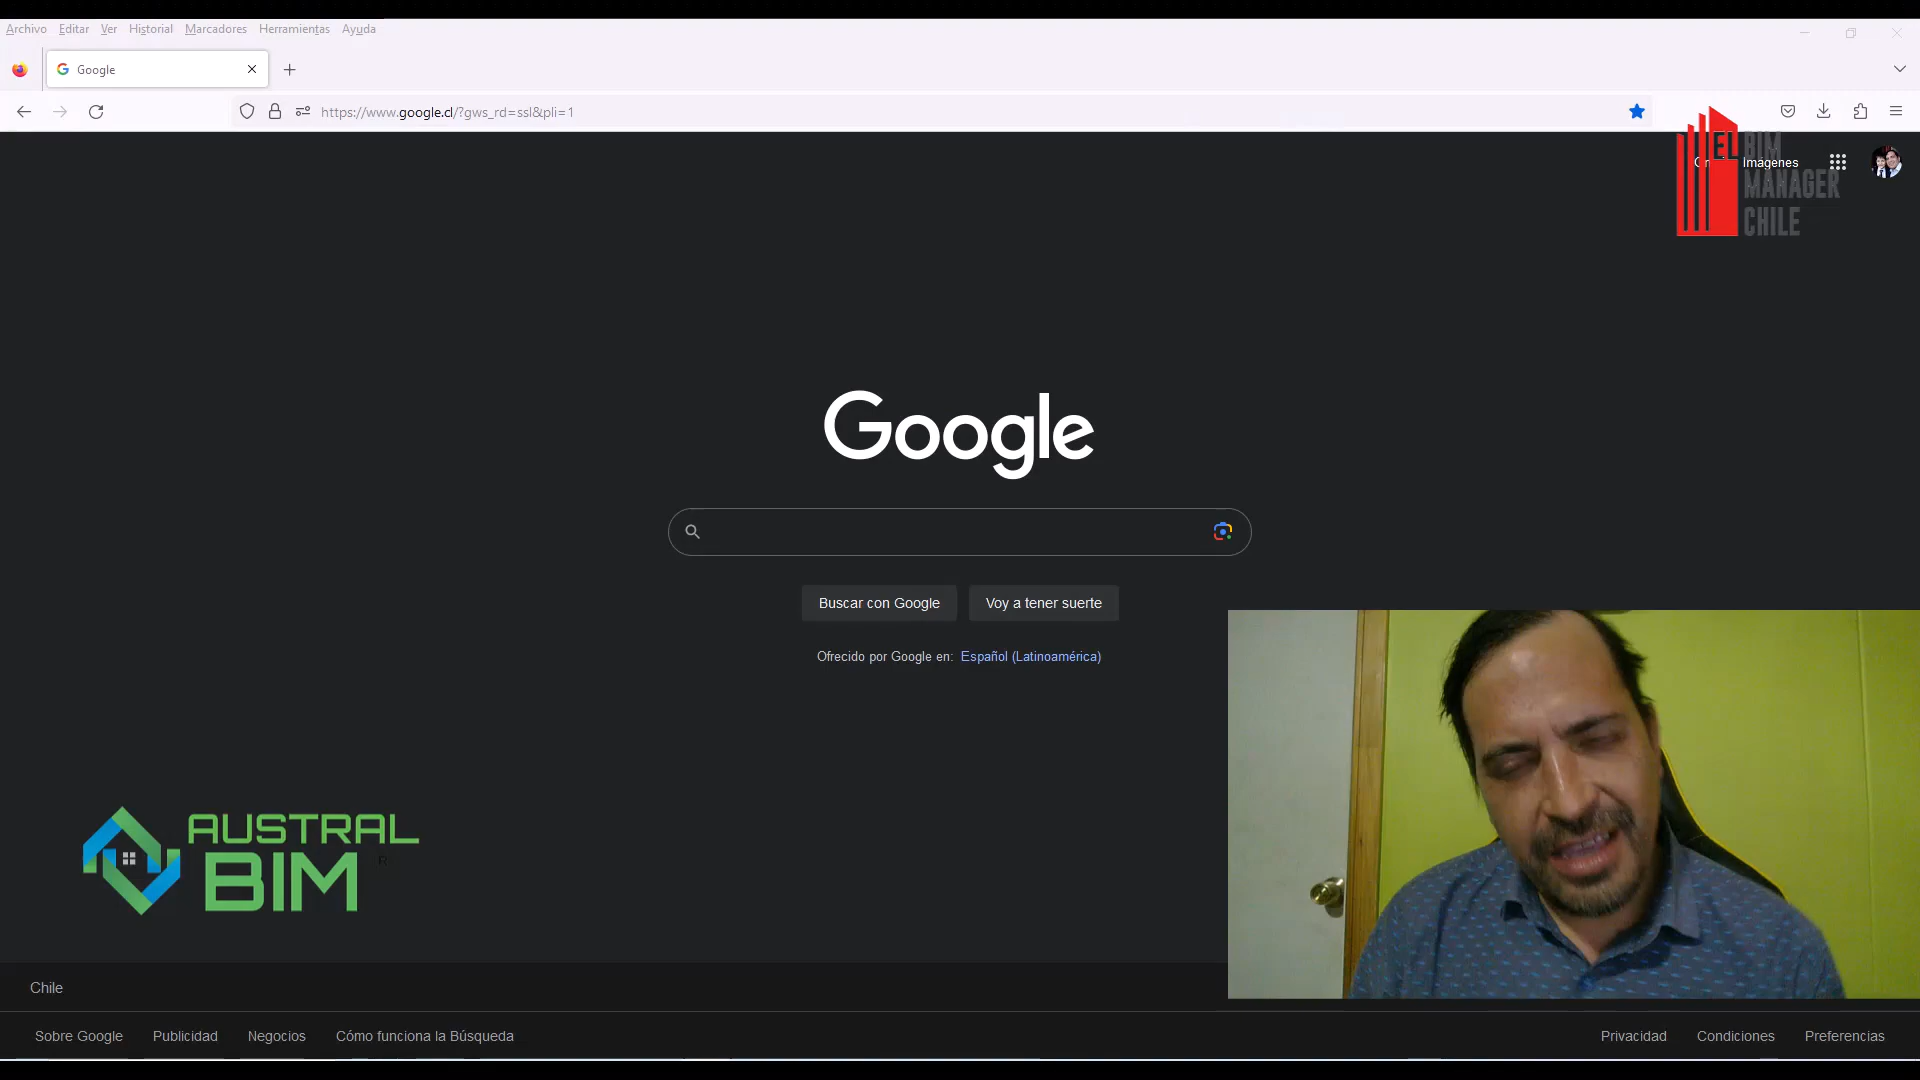 Archivo Editar Ver Historial Marcadores Herramientas Ayuda
Google
https://www.google.cl/?gws_rd=ssl&pli=1
Imágenes
EL BIM
MANAGER
CHILE
Google
Buscar con Google
Voy a tener suerte
Ofrecido por Google en: Español (Latinoamérica)
AUSTRAL
BIM R
Chile
Sobre Google Publicidad Negocios Cómo funciona la Búsqueda
Privacidad Condiciones Preferencias